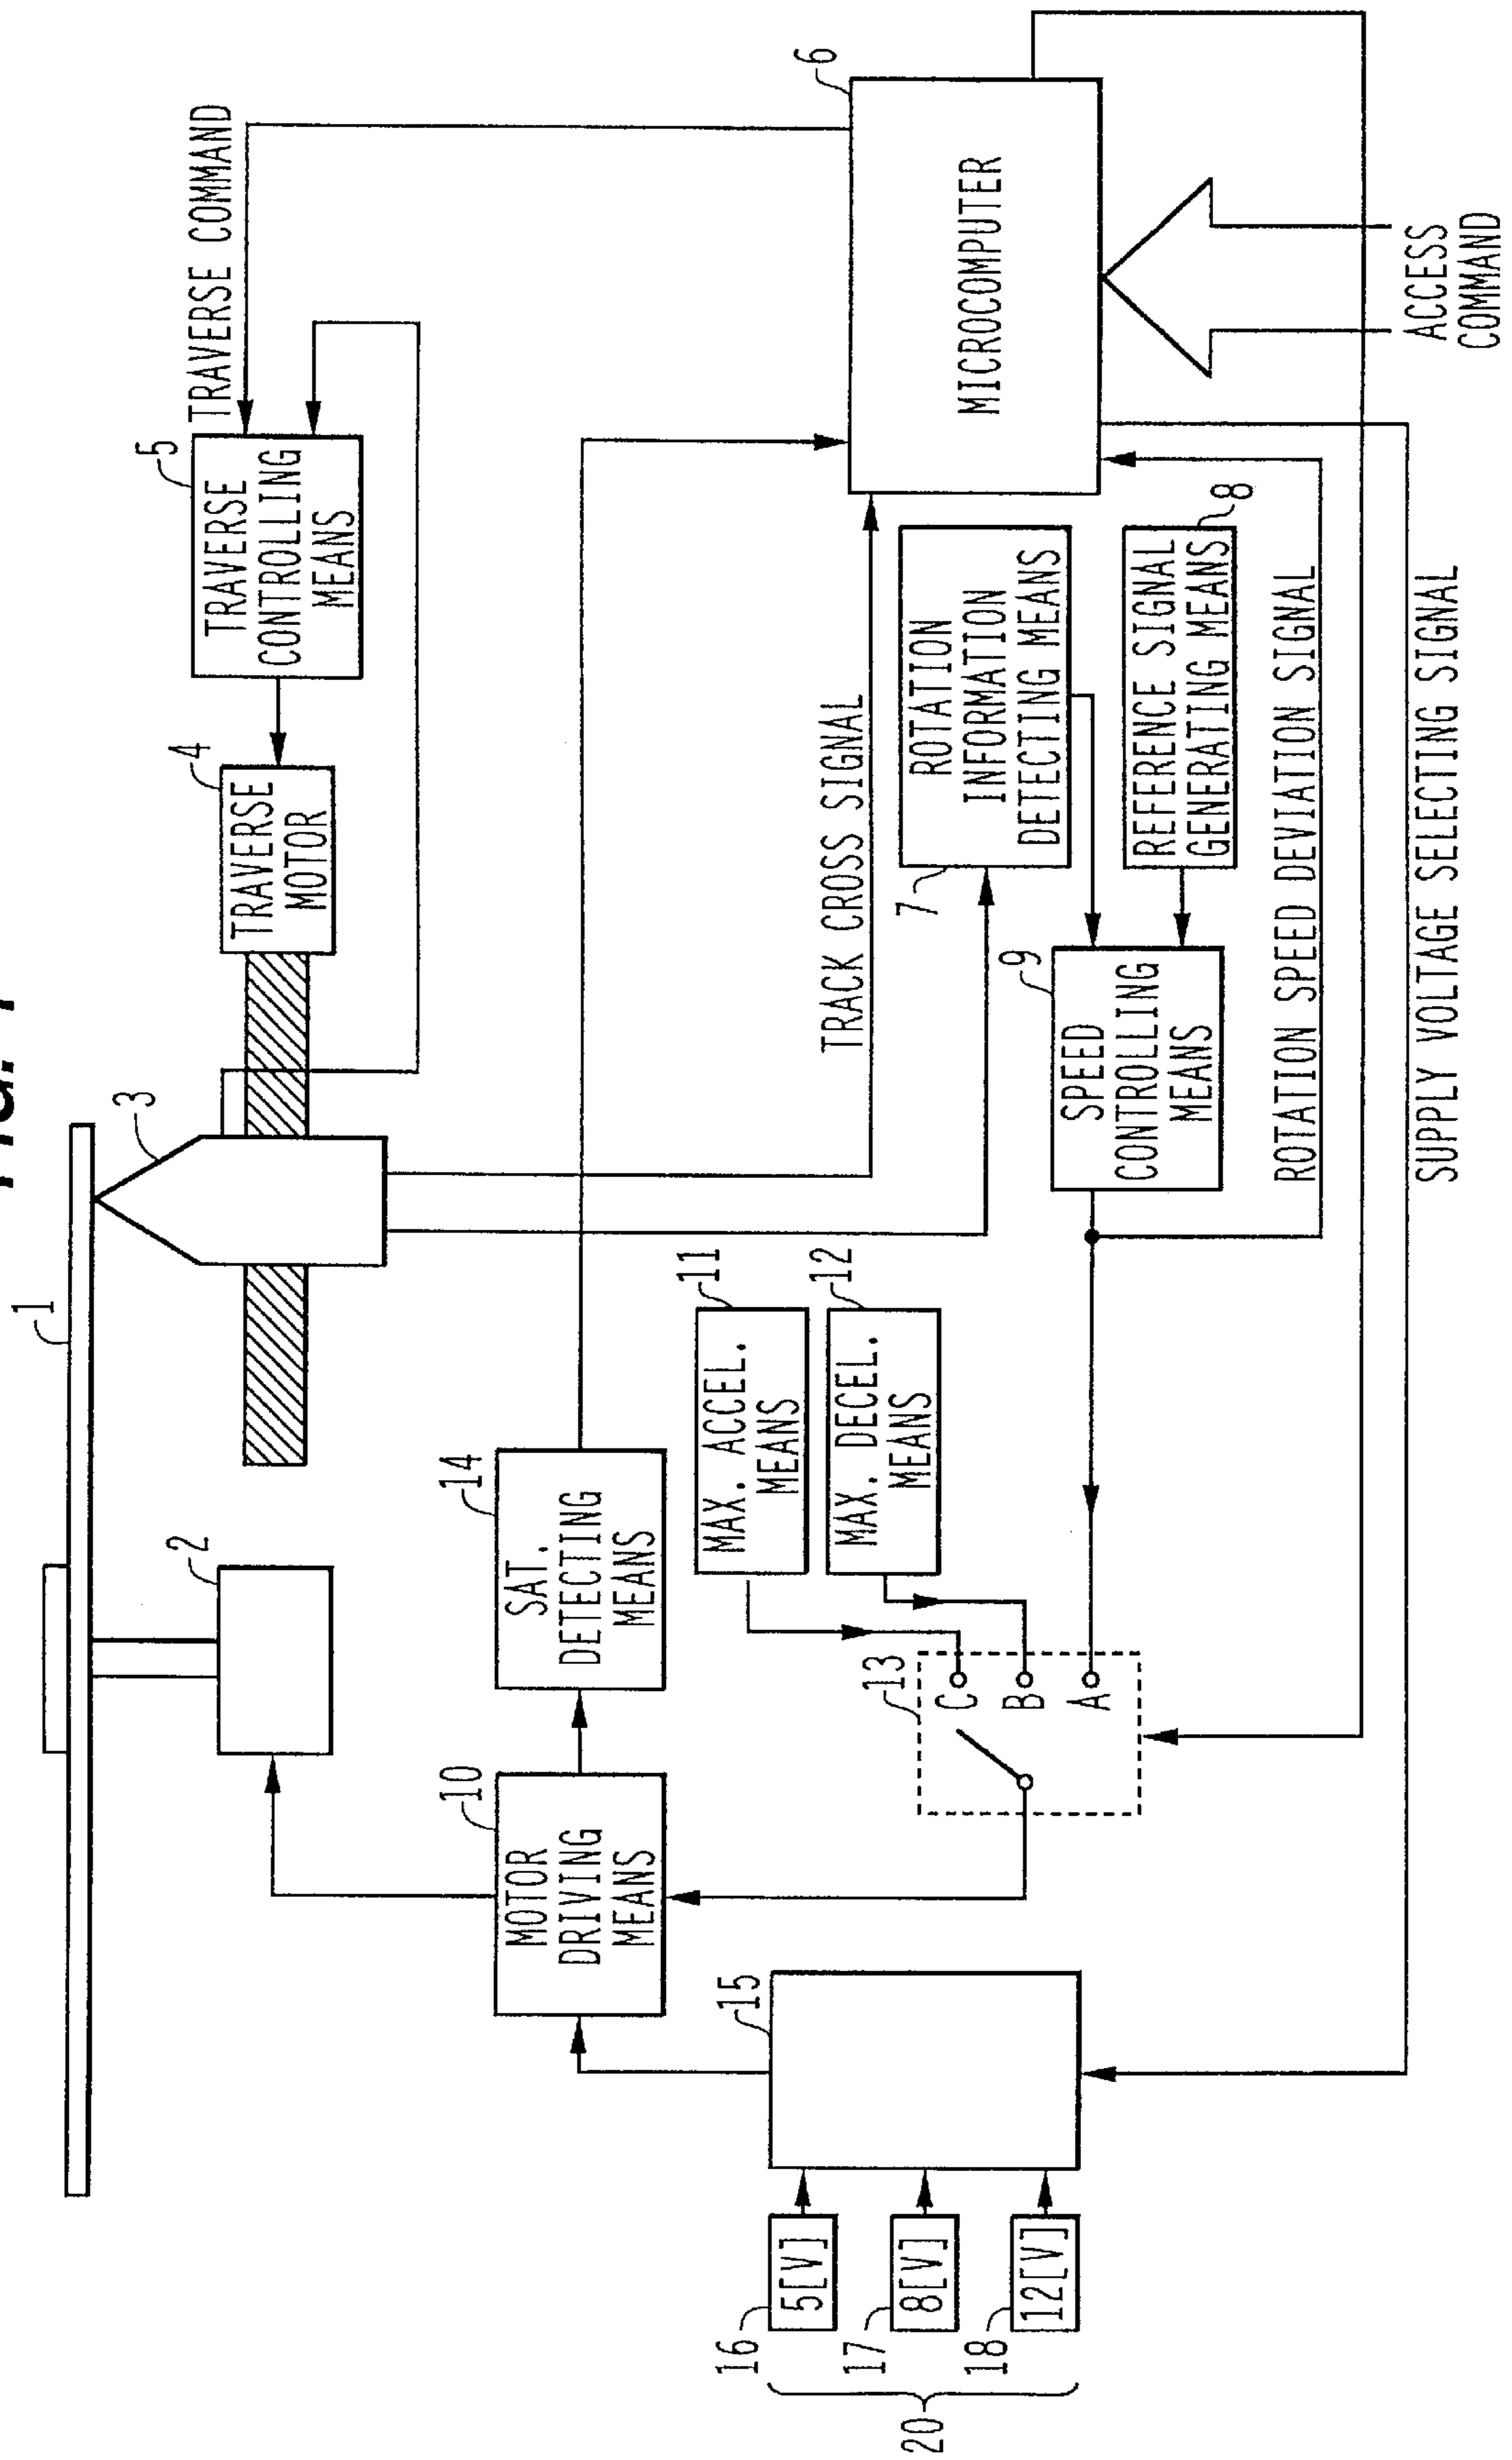 1
2
3
4
TRAVERSE
MOTOR
5
TRAVERSE
CONTROLLING
MEANS
TRAVERSE COMMAND
10
MOTOR
DRIVING
MEANS
14
SAT.
DETECTING
MEANS
15
16
5[V]
17
8[V]
18
12[V]
20
11
MAX. ACCEL.
MEANS
12
MAX. DECEL.
MEANS
13
C
B
A
TRACK CROSS SIGNAL
7
ROTATION
INFORMATION
DETECTING MEANS
8
REFERENCE SIGNAL
GENERATING MEANS
9
SPEED
CONTROLLING
MEANS
6
MICROCOMPUTER
ROTATION SPEED DEVIATION SIGNAL
SUPPLY VOLTAGE SELECTING SIGNAL
ACCESS
COMMAND